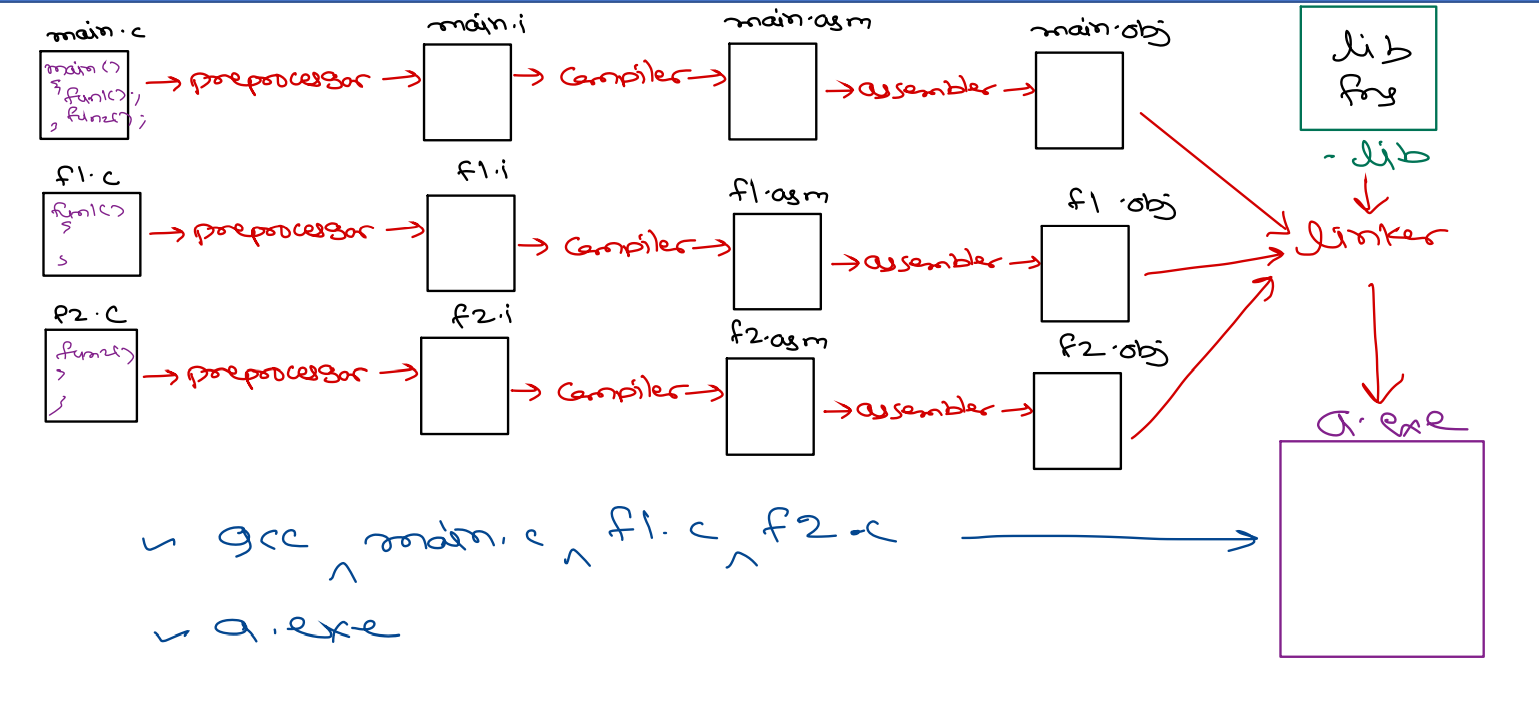 main.c main.i main.asm main.obj
main()
{
func1();
func2();
}
→ preprocessor → → Compiler → → assembler →
lib
fns
.lib
f1.c f1.i f1.asm f1.obj
func1()
{
}
→ preprocessor → → Compiler → → assembler →
linker
f2.c f2.i f2.asm f2.obj
func2()
{
}
→ preprocessor → → Compiler → → assembler →
a.exe
gcc main.c f1.c f2.c
a.exe